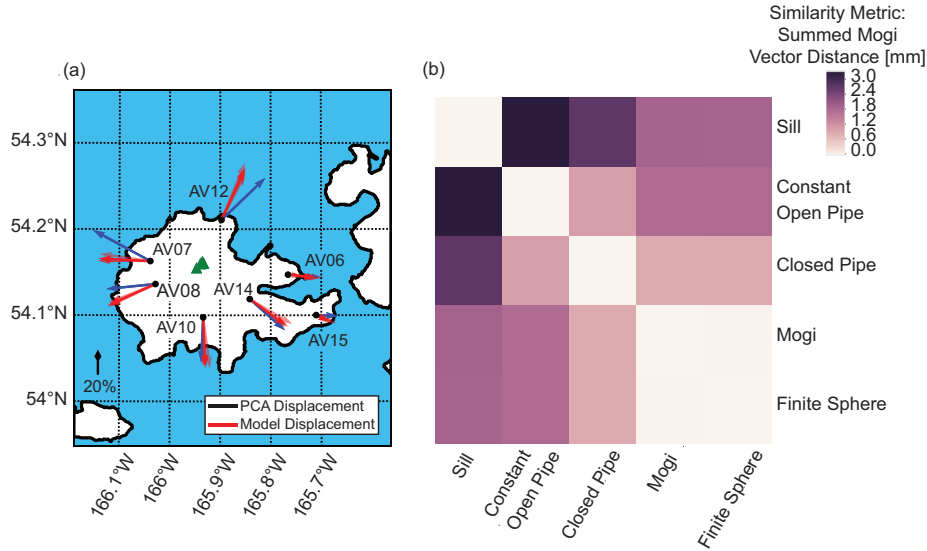 (a)
54.3°N
54.2°N
54.1°N
54°N
166.1°W
166°W
165.9°W
165.8°W
165.7°W
AV12
AV07
AV06
AV08
AV14
AV10
AV15
20%
PCA Displacement
Model Displacement
(b)
Similarity Metric:
Summed Mogi
Vector Distance [mm]
3.0
2.4
1.8
1.2
0.6
0.0
Sill
Constant
Open Pipe
Closed Pipe
Mogi
Finite Sphere
Sill
Constant
Open Pipe
Closed Pipe
Mogi
Finite Sphere